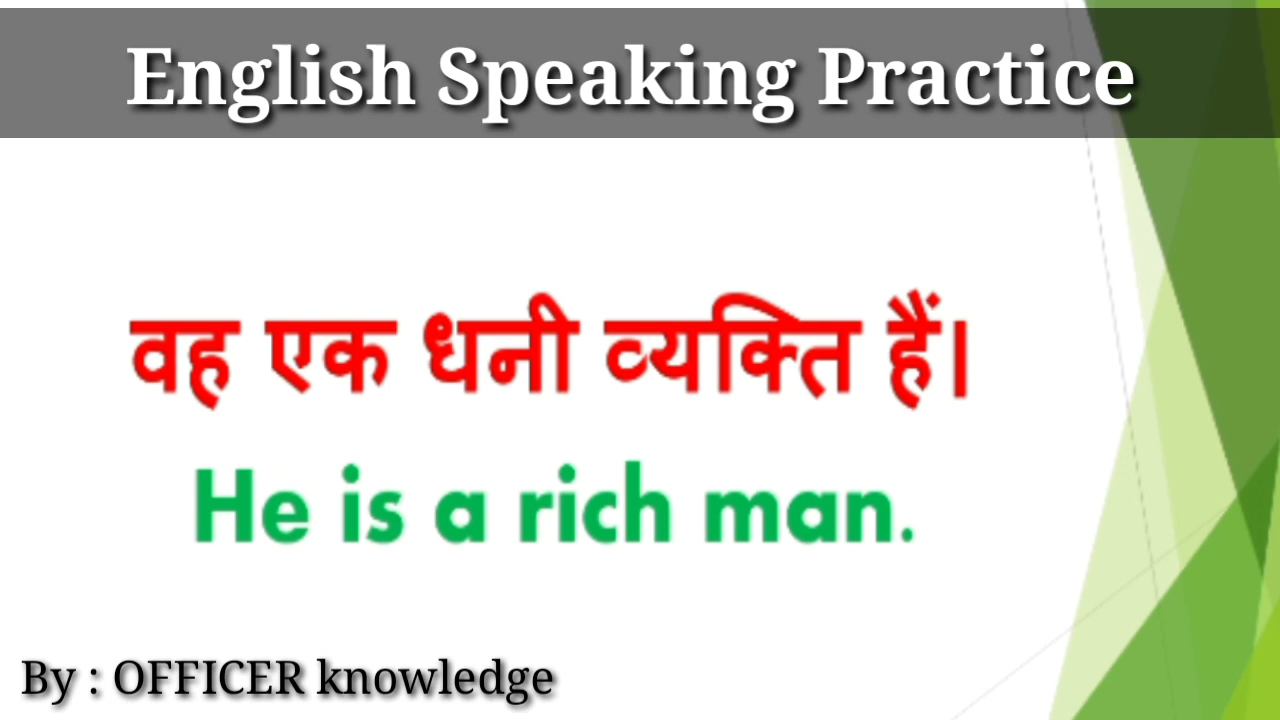 English Speaking Practice
वह एक धनी व्यक्ति हैं।
He is a rich man.
By : OFFICER knowledge